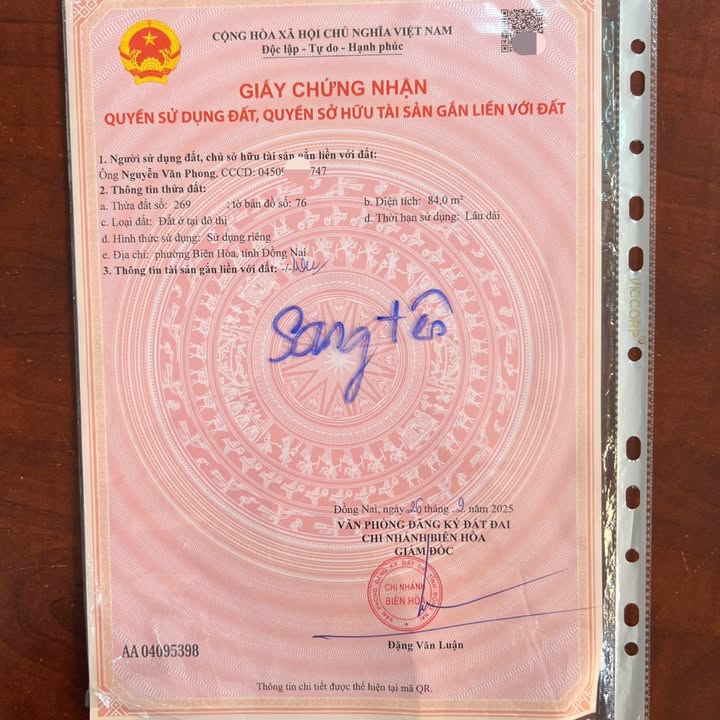 CỘNG HÒA XÃ HỘI CHỦ NGHĨA VIỆT NAM
Độc lập - Tự do - Hạnh phúc
GIẤY CHỨNG NHẬN
QUYỀN SỬ DỤNG ĐẤT, QUYỀN SỞ HỮU TÀI SẢN GẮN LIỀN VỚI ĐẤT
1. Người sử dụng đất, chủ sở hữu tài sản gắn liền với đất:
Ông Nguyễn Văn Phong. CCCD: 04509 747
2. Thông tin thửa đất:
a. Thửa đất số: 269 : tờ bản đồ số: 76 b. Diện tích: 84,0 m²
c. Loại đất: Đất ở tại đô thị d. Thời hạn sử dụng: Lâu dài
đ. Hình thức sử dụng: Sử dụng riêng
e. Địa chỉ: phường Biên Hòa, tỉnh Đồng Nai
3. Thông tin tài sản gắn liền với đất: -/-
Sang tên
Đồng Nai, ngày 26 tháng 9 năm 2025
VĂN PHÒNG ĐĂNG KÝ ĐẤT ĐAI
CHI NHÁNH BIÊN HÒA
GIÁM ĐỐC
CHI NHÁNH
BIÊN HÒA
Đặng Văn Luận
AA 04095398
Thông tin chi tiết được thể hiện tại mã QR.
VICCORP